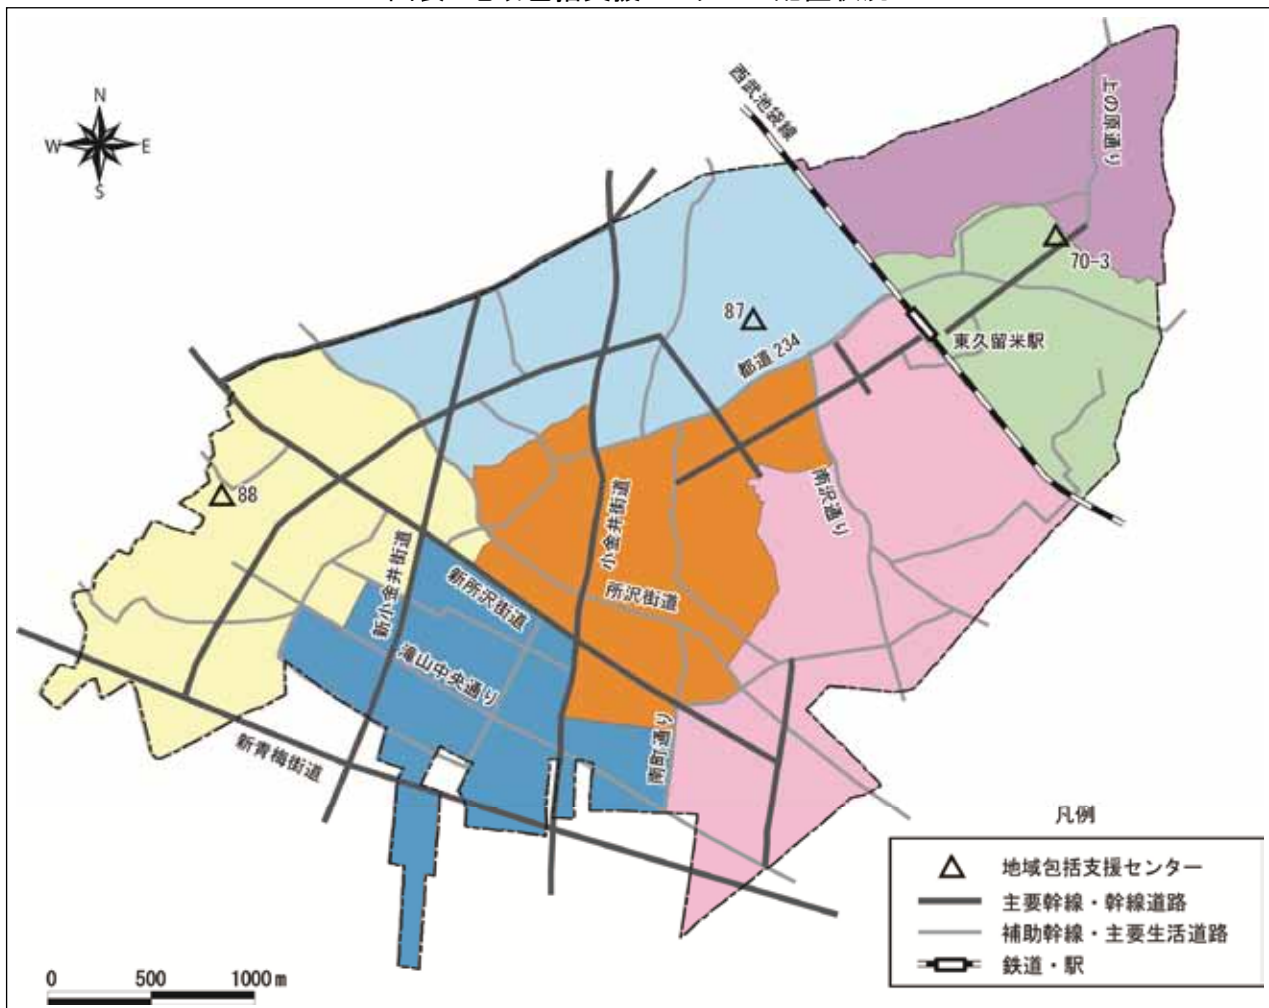 N
W
E
S
西武池袋線
上の原通り
70-3
87
東久留米駅
都道 234
88
南沢通り
小金井街道
新小金井街道
新所沢街道
所沢街道
滝山中央通り
南町通り
新青梅街道
凡例
地域包括支援センター
主要幹線・幹線道路
補助幹線・主要生活道路
鉄道・駅
0 500 1000m